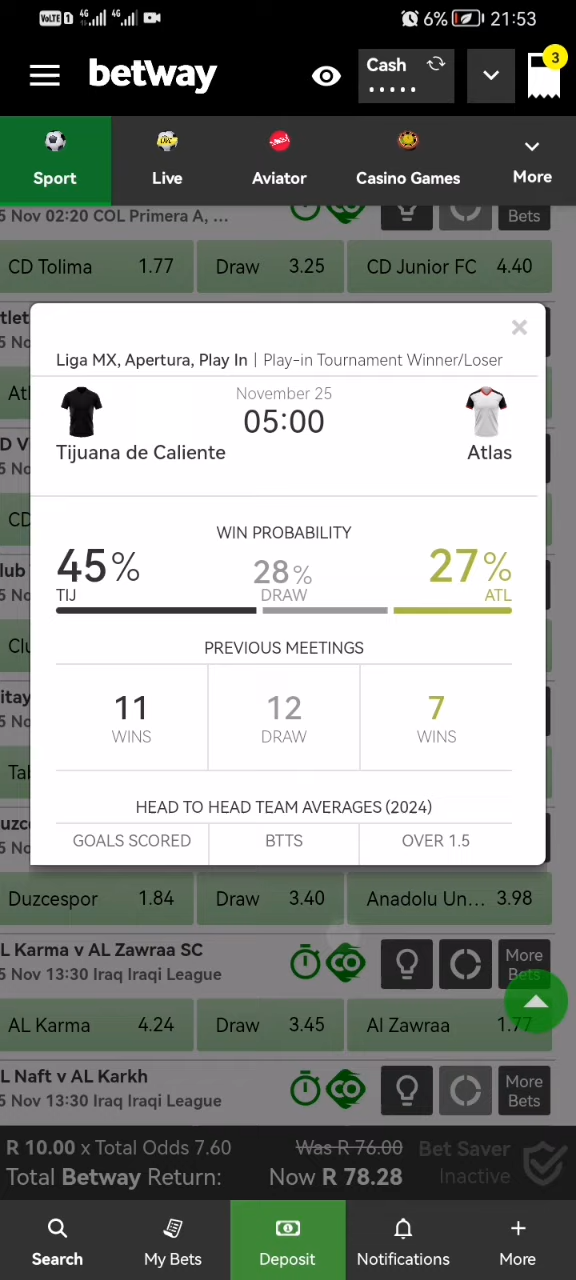 VoLTE 1 4G 4G 6% 21:53
betway
Cash
3
Sport Live Aviator Casino Games More
5 Nov 02:20 COL Primera A, ... Bets
CD Tolima 1.77 Draw 3.25 CD Junior FC 4.40
Liga MX, Apertura, Play In | Play-in Tournament Winner/Loser
November 25
05:00
Tijuana de Caliente Atlas
WIN PROBABILITY
45% 28% 27%
TIJ DRAW ATL
PREVIOUS MEETINGS
11 12 7
WINS DRAW WINS
HEAD TO HEAD TEAM AVERAGES (2024)
GOALS SCORED BTTS OVER 1.5
Duzcespor 1.84 Draw 3.40 Anadolu Un... 3.98
L Karma v AL Zawraa SC
5 Nov 13:30 Iraq Iraqi League
More
Bets
AL Karma 4.24 Draw 3.45 Al Zawraa 1.77
L Naft v AL Karkh
5 Nov 13:30 Iraq Iraqi League
More
Bets
R 10.00 x Total Odds 7.60 Was R 76.00 Bet Saver
Total Betway Return: Now R 78.28 Inactive
Search My Bets Deposit Notifications More